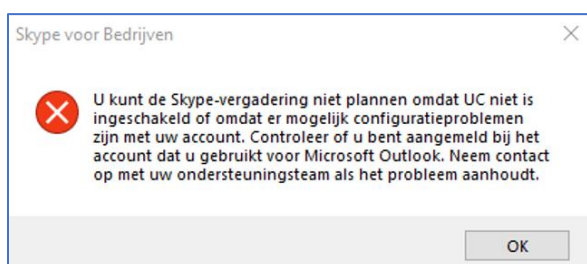 Skype voor Bedrijven
U kunt de Skype-vergadering niet plannen omdat UC niet is
ingeschakeld of omdat er mogelijk configuratieproblemen
zijn met uw account. Controleer of u bent aangemeld bij het
account dat u gebruikt voor Microsoft Outlook. Neem contact
op met uw ondersteuningsteam als het probleem aanhoudt.
OK